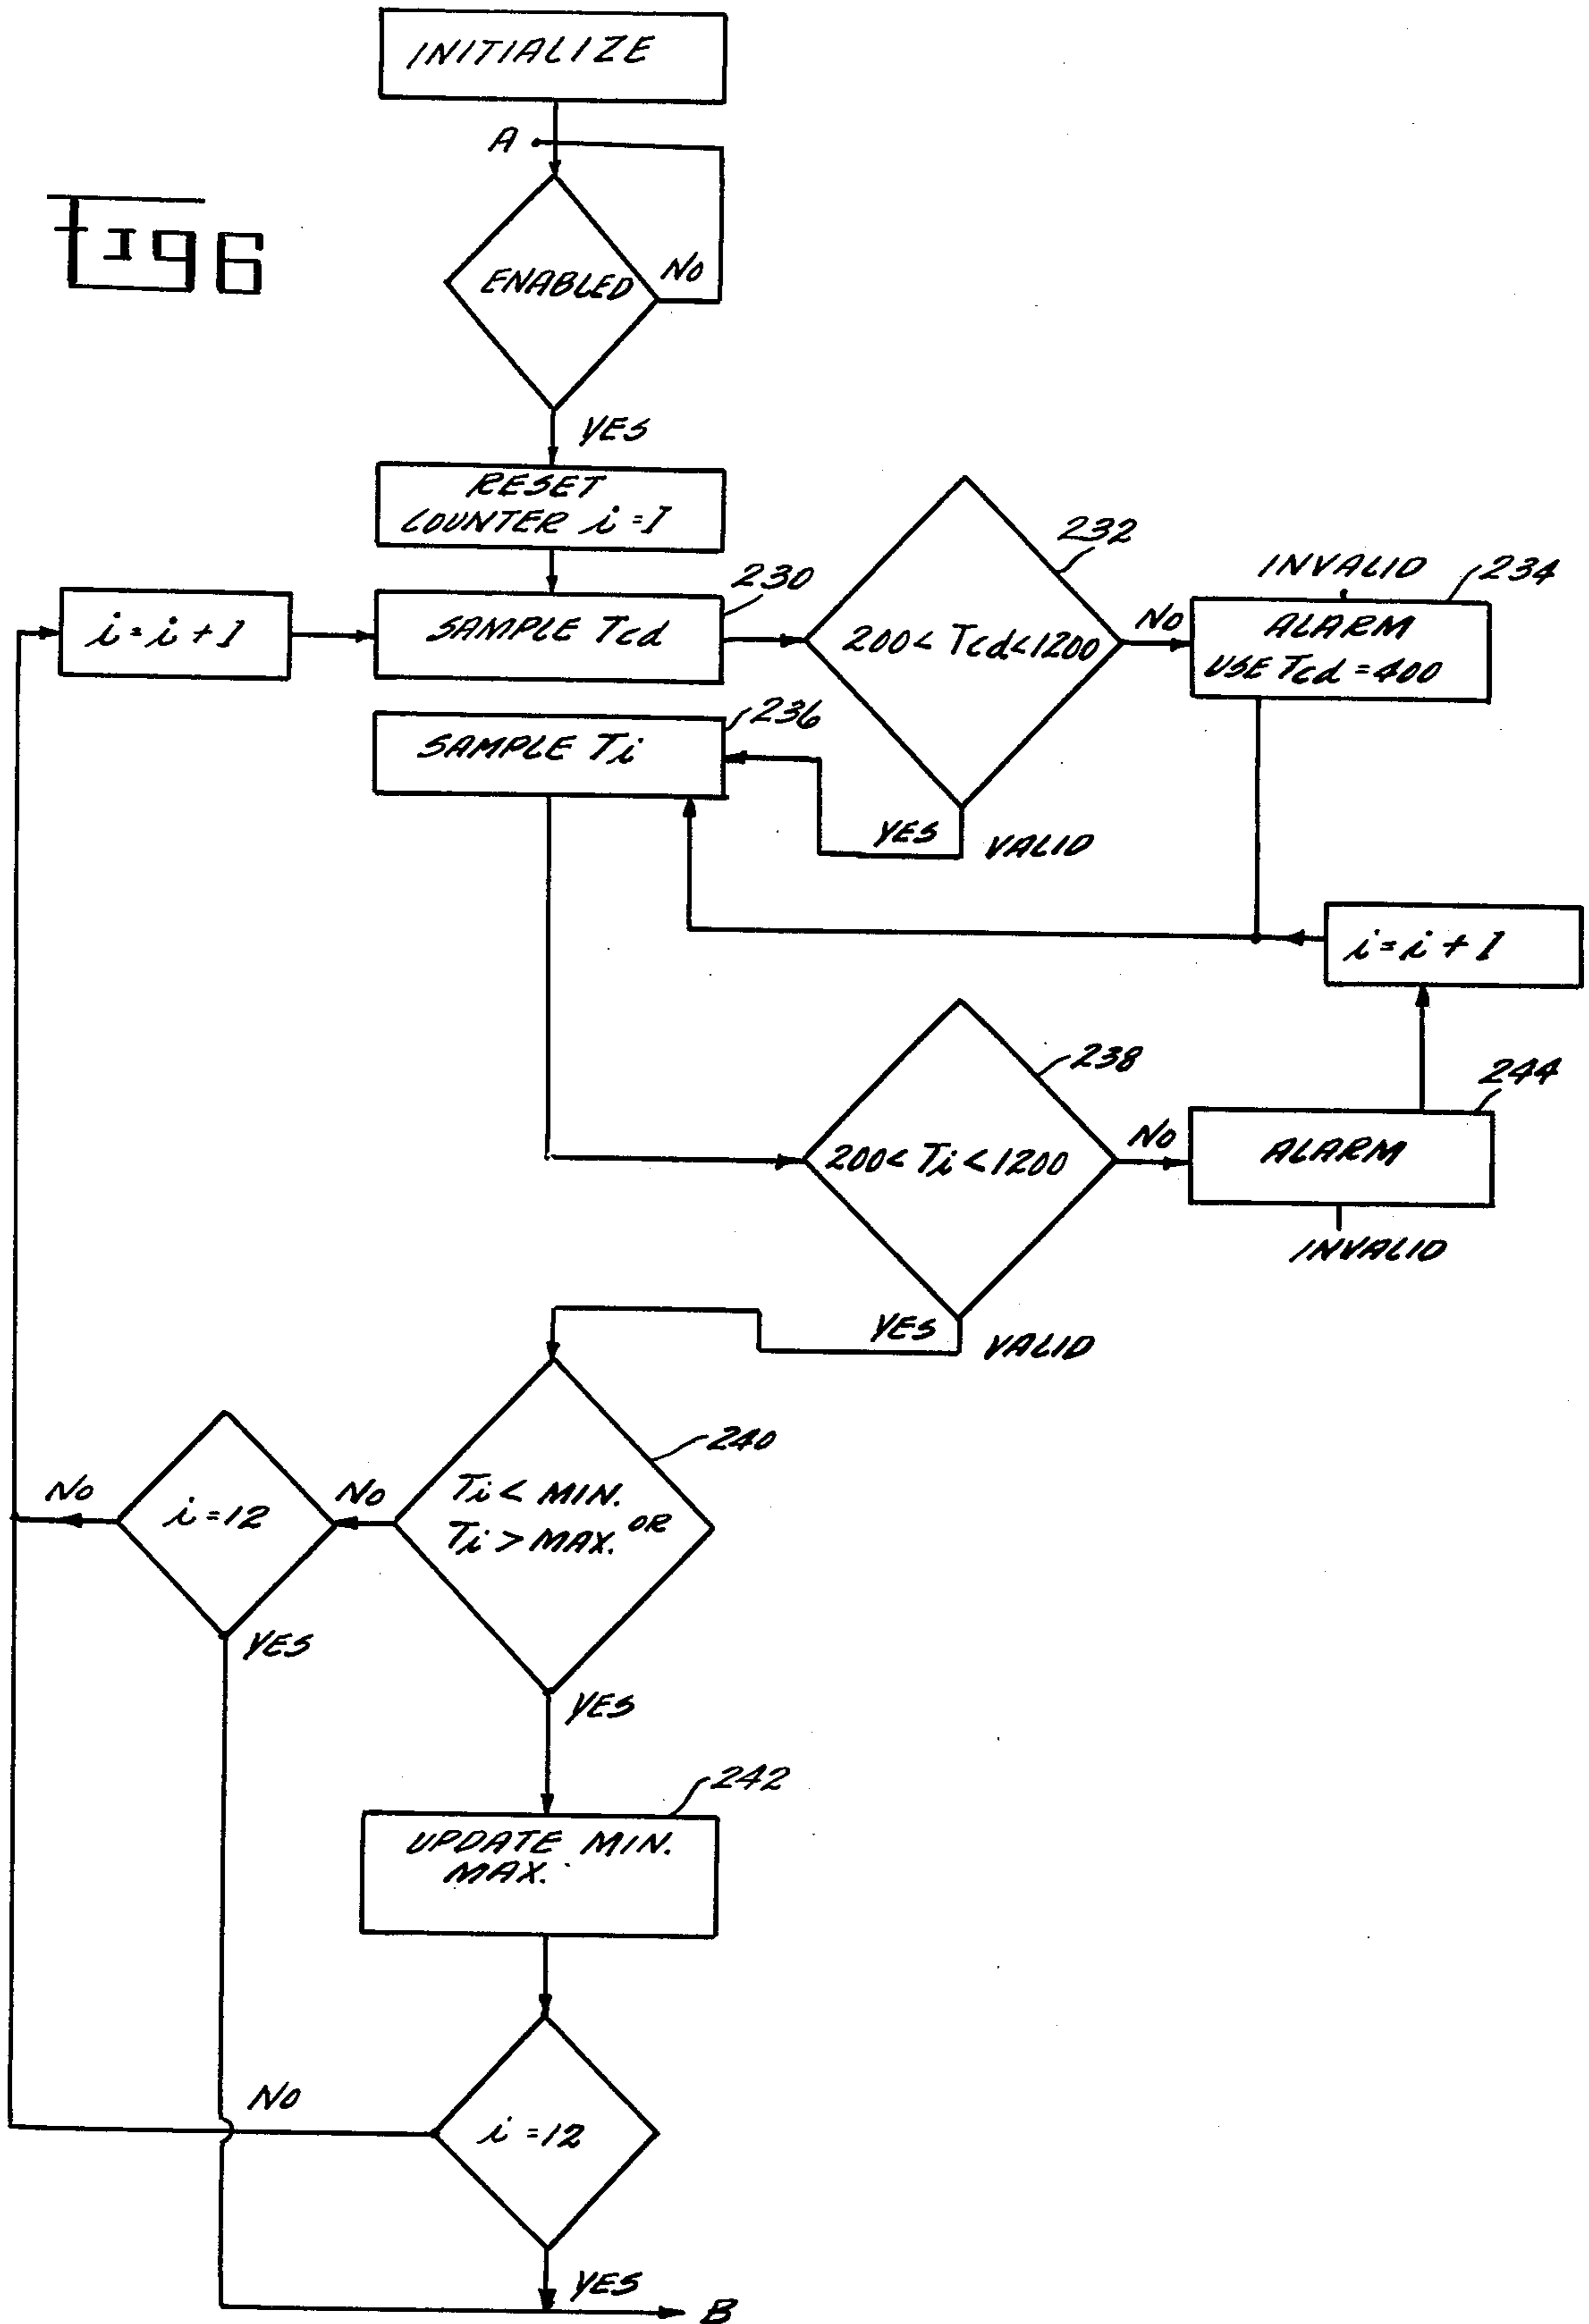 INITIALIZE
A
FIG 6
ENABLED
NO
YES
RESET
COUNTER i = 1
230
232
INVALID
234
i = i + 1
SAMPLE Tcd
200 < Tcd < 1200
NO
ALARM
USE Tcd = 400
236
SAMPLE Ti
YES
VALID
i = i + 1
238
244
200 < Ti < 1200
NO
ALARM
INVALID
YES
VALID
240
NO
i = 12
NO
Ti < MIN.
OR
Ti > MAX.
YES
YES
242
UPDATE MIN.
MAX.
NO
i = 12
YES
B